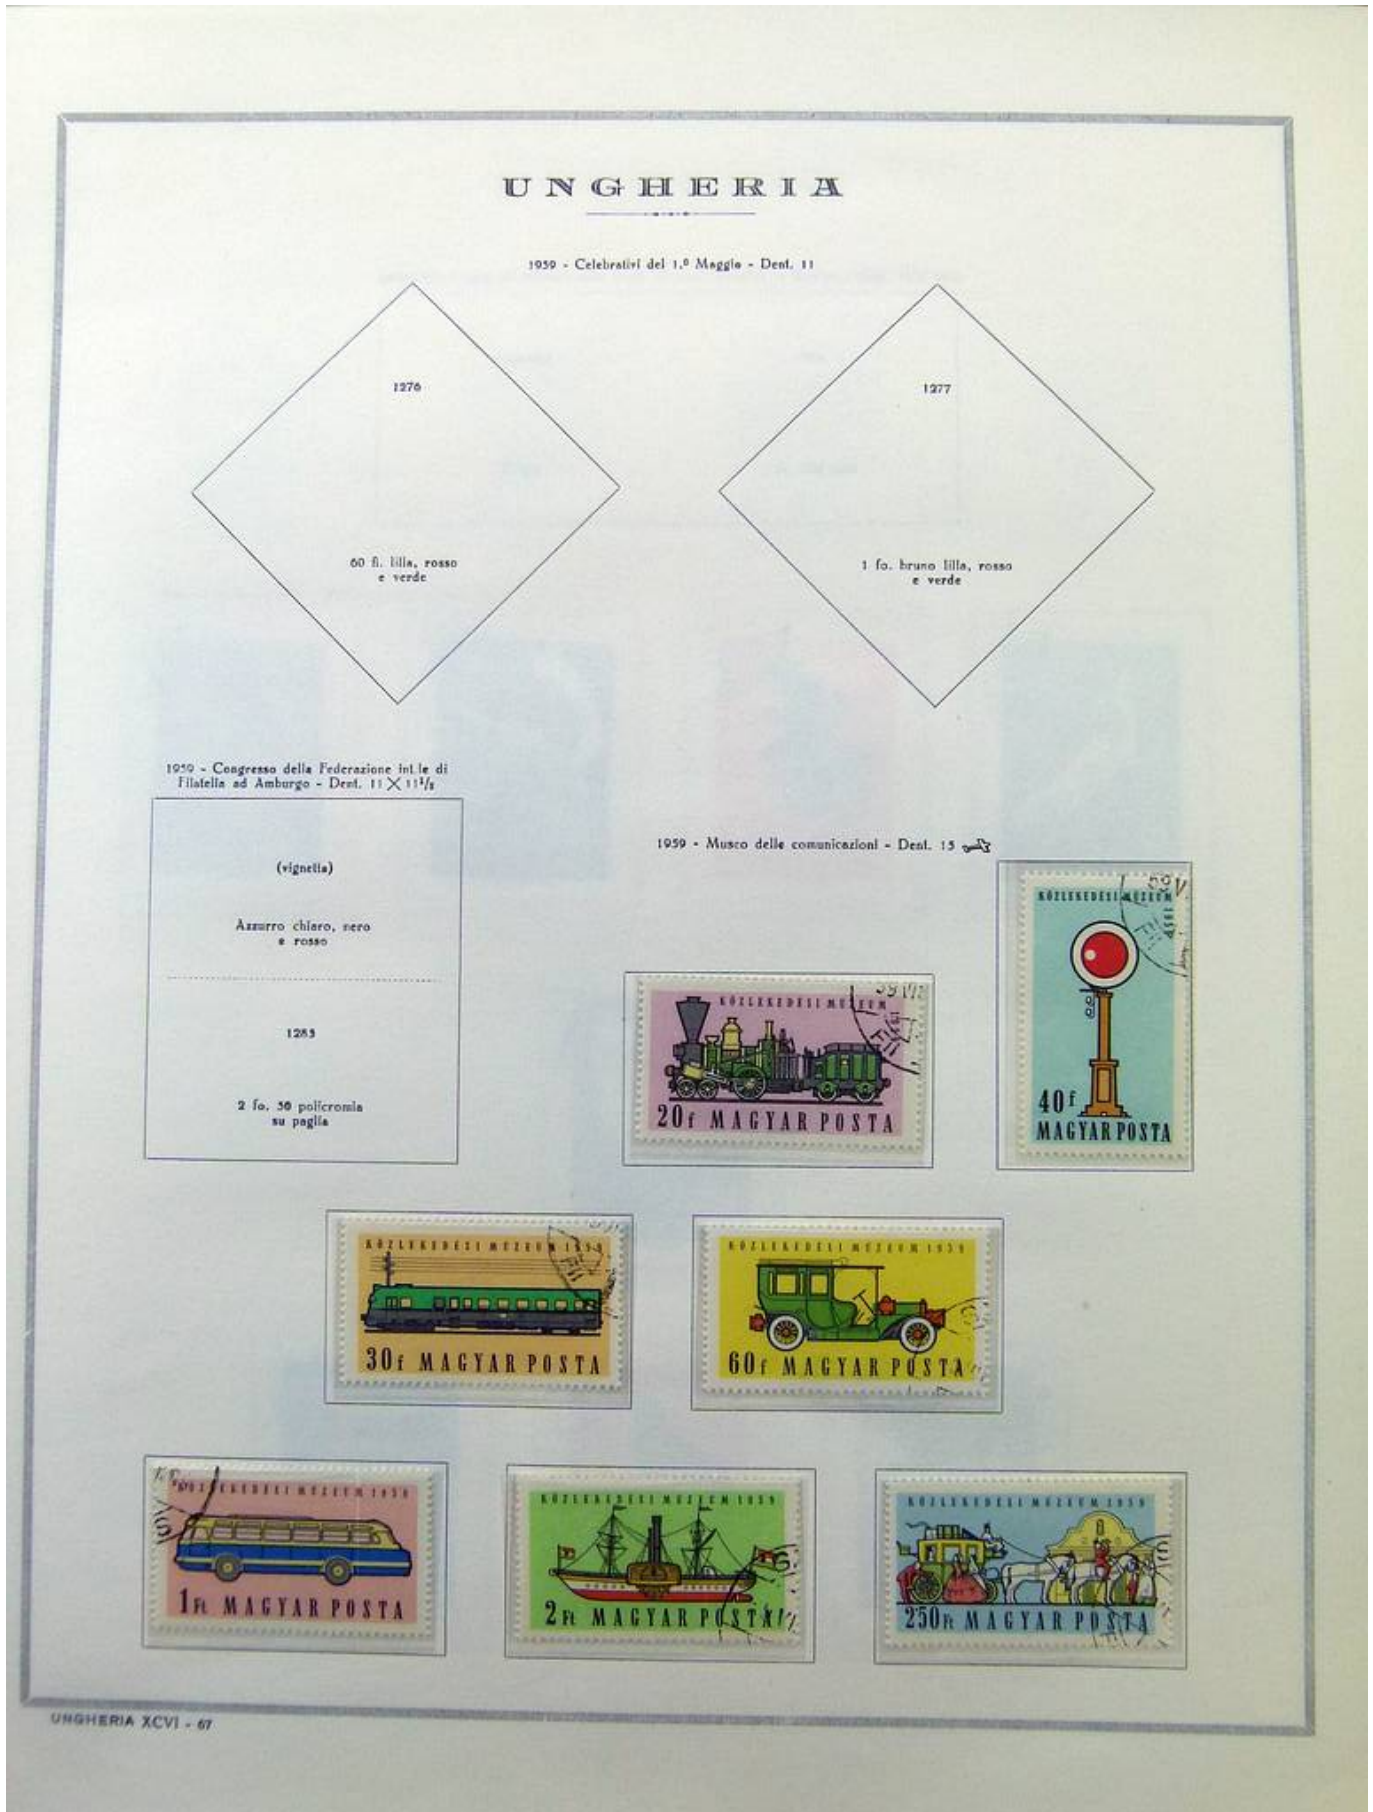 UNGHERIA
1959 - Celebrativi del 1.º Maggio - Dent. 11
1276
60 fi. lilla, rosso
e verde
1277
1 fo. bruno lilla, rosso
e verde
1959 - Congresso della Federazione int.le di
Filatelia ad Amburgo - Dent. 11 X 11½
(vignetta)
Azzurro chiaro, nero
e rosso
1283
2 fo. 50 policromia
su paglia
1959 - Museo delle comunicazioni - Dent. 15
KÖZLEKEDÉSI MÚZEUM
20f MAGYAR POSTA
KÖZLEKEDÉSI MÚZEUM
1959
40f
MAGYAR POSTA
KÖZLEKEDÉSI MÚZEUM 1959
30f MAGYAR POSTA
KÖZLEKEDÉSI MÚZEUM 1959
60f MAGYAR POSTA
KÖZLEKEDÉSI MÚZEUM 1959
1Ft MAGYAR POSTA
KÖZLEKEDÉSI MÚZEUM 1959
2Ft MAGYAR POSTA
KÖZLEKEDÉSI MÚZEUM 1959
2'50Ft MAGYAR POSTA
UNGHERIA XCVI - 67